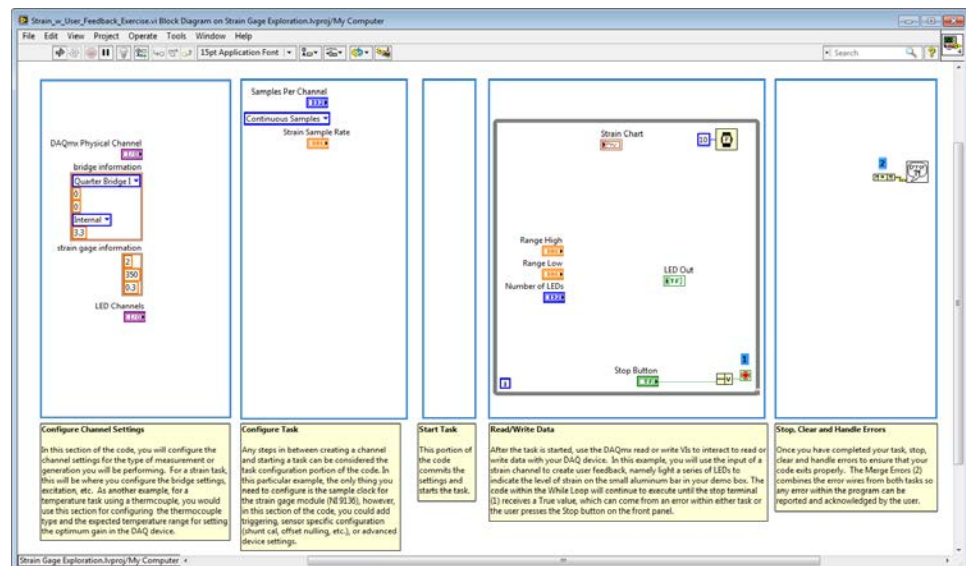 Strain_w_User_Feedback_Exercise.vi Block Diagram on Strain Gage Exploration.lvproj/My Computer
File Edit View Project Operate Tools Window Help
15pt Application Font
Search
DAQmx Physical Channel
bridge information
Quarter Bridge I
0
0
Internal
3.3
strain gage information
2
350
0.3
LED Channels
Samples Per Channel
Continuous Samples
Strain Sample Rate
Strain Chart
10
Range High
Range Low
Number of LEDs
LED Out
Stop Button
1
i
2
Configure Channel Settings
In this section of the code, you will configure the
channel settings for the type of measurement or
generation you will be performing. For a strain task,
this will be where you configure the bridge settings,
excitation, etc. As another example, for a
temperature task using a thermcouple, you would
use this section for configuring the thermocouple
type and the expected temperature range for setting
the optimum gain in the DAQ device.
Configure Task
Any steps in between creating a channel
and starting a task can be considered the
task configuration portion of the code. In
this particular example, the only thing you
need to configure is the sample clock for
the strain gage module (NI 9136), however,
in this section of the code, you could add
triggering, sensor specific configuration
(shunt cal, offset nulling, etc.), or advanced
device settings.
Start Task
This portion of
the code
commits the
settings and
starts the task.
Read/Write Data
After the task is started, use the DAQmx read or write VIs to interact to read or
write data with your DAQ device. In this example, you will use the input of a
strain channel to create user feedback, namely light a series of LEDs to
indicate the level of strain on the small aluminum bar in your demo box. The
code within the While Loop will continue to execute until the stop terminal
(1) receives a True value, which can come from an error within either task or
the user presses the Stop button on the front panel.
Stop, Clear and Handle Errors
Once you have completed your task, stop,
clear and handle errors to ensure that your
code exits properly. The Merge Errors (2)
combines the error wires from both tasks so
any error within the program can be
reported and acknowledged by the user.
Strain Gage Exploration.lvproj/My Computer